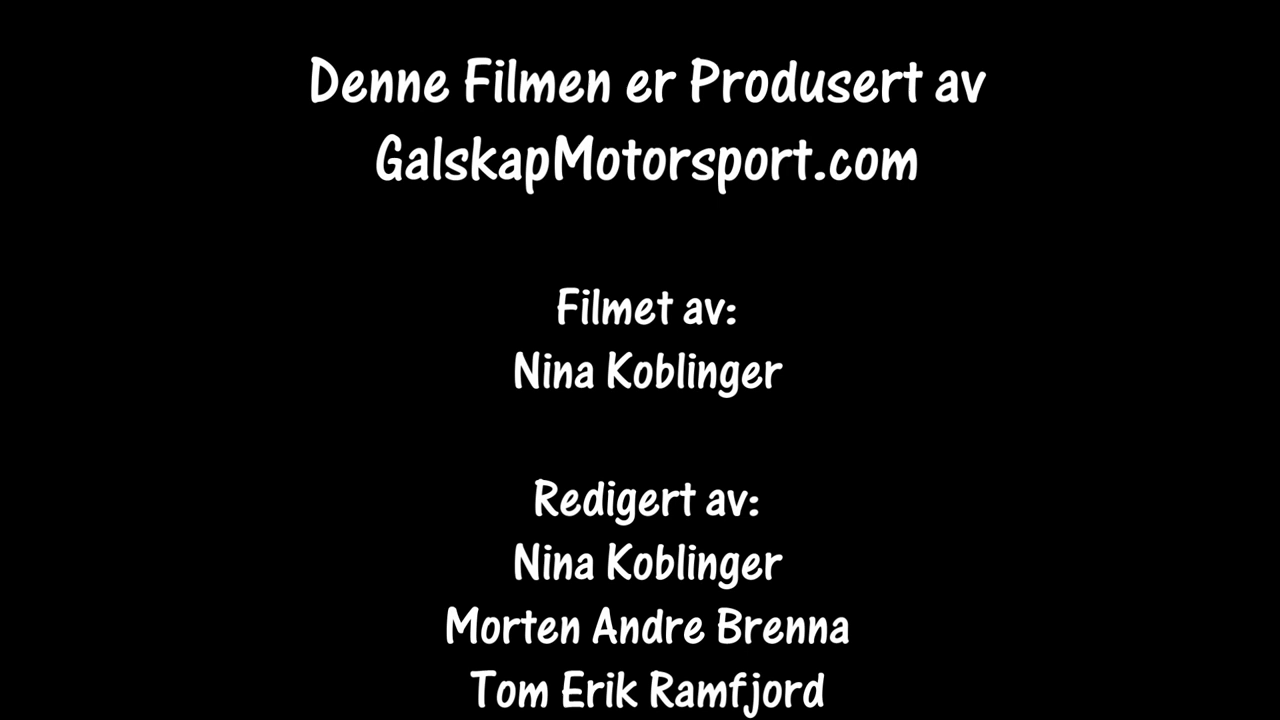 Denne Filmen er Produsert av
GalskapMotorsport.com
Filmet av:
Nina Koblinger
Redigert av:
Nina Koblinger
Morten Andre Brenna
Tom Erik Ramfjord